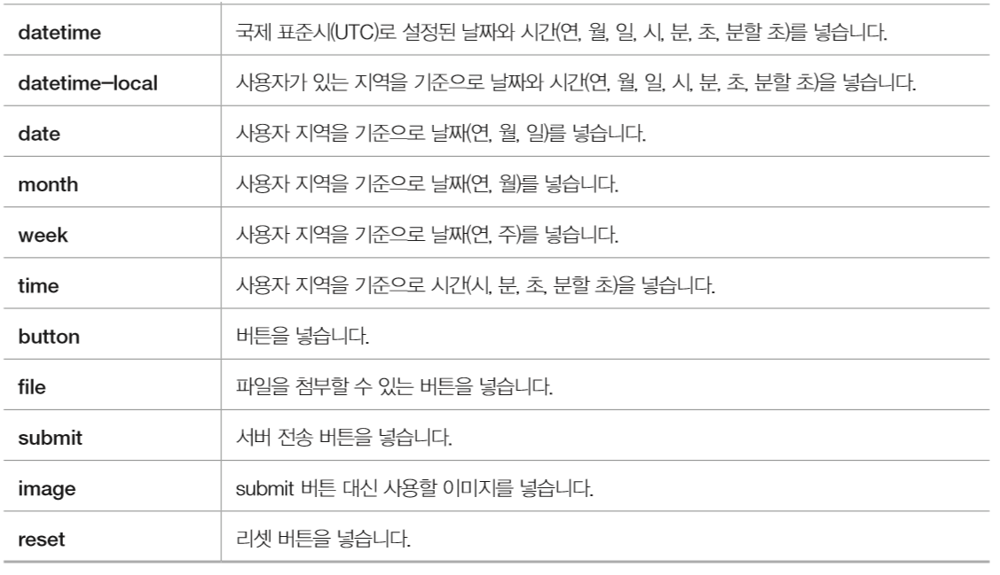 datetime 국제 표준시(UTC)로 설정된 날짜와 시간(연, 월, 일, 시, 분, 초, 분할 초)를 넣습니다.
datetime-local 사용자가 있는 지역을 기준으로 날짜와 시간(연, 월, 일, 시, 분, 초, 분할 초)을 넣습니다.
date 사용자 지역을 기준으로 날짜(연, 월, 일)를 넣습니다.
month 사용자 지역을 기준으로 날짜(연, 월)를 넣습니다.
week 사용자 지역을 기준으로 날짜(연, 주)를 넣습니다.
time 사용자 지역을 기준으로 시간(시, 분, 초, 분할 초)을 넣습니다.
button 버튼을 넣습니다.
file 파일을 첨부할 수 있는 버튼을 넣습니다.
submit 서버 전송 버튼을 넣습니다.
image submit 버튼 대신 사용할 이미지를 넣습니다.
reset 리셋 버튼을 넣습니다.